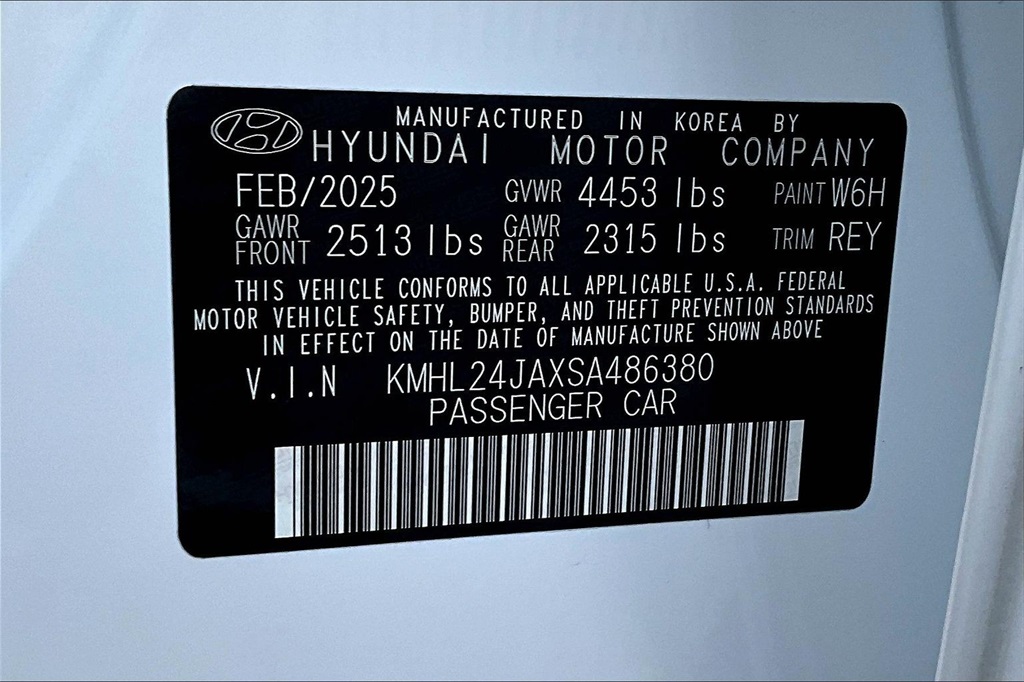 MANUFACTURED IN KOREA BY
HYUNDAI MOTOR COMPANY
FEB/2025 GVWR 4453 lbs PAINT W6H
GAWR FRONT 2513 lbs GAWR REAR 2315 lbs TRIM REY
THIS VEHICLE CONFORMS TO ALL APPLICABLE U.S.A. FEDERAL
MOTOR VEHICLE SAFETY, BUMPER, AND THEFT PREVENTION STANDARDS
IN EFFECT ON THE DATE OF MANUFACTURE SHOWN ABOVE
V.I.N KMHL24JAXSA486380
PASSENGER CAR